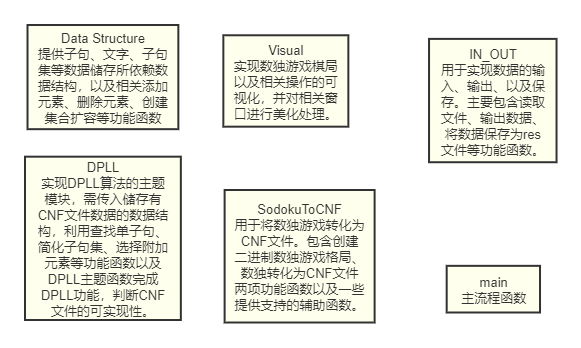 Data Structure
提供子句、文字、子句
集等数据储存所依赖数
据结构，以及相关添加
元素、删除元素、创建
集合扩容等功能函数
Visual
实现数独游戏棋局
以及相关操作的可
视化，并对相关窗
口进行美化处理。
IN_OUT
用于实现数据的输
入、输出、以及保
存。主要包含读取
文件、输出数据、
将数据保存为res
文件等功能函数。
DPLL
实现DPLL算法的主题
模块，需传入储存有
CNF文件数据的数据结
构，利用查找单子句、
简化子句集、选择附加
元素等功能函数以及
DPLL主题函数完成
DPLL功能，判断CNF
文件的可实现性。
SodokuToCNF
用于将数独游戏转化为
CNF文件。包含创建
二进制数独游戏格局、
数独转化为CNF文件
两项功能函数以及一些
提供支持的辅助函数。
main
主流程函数